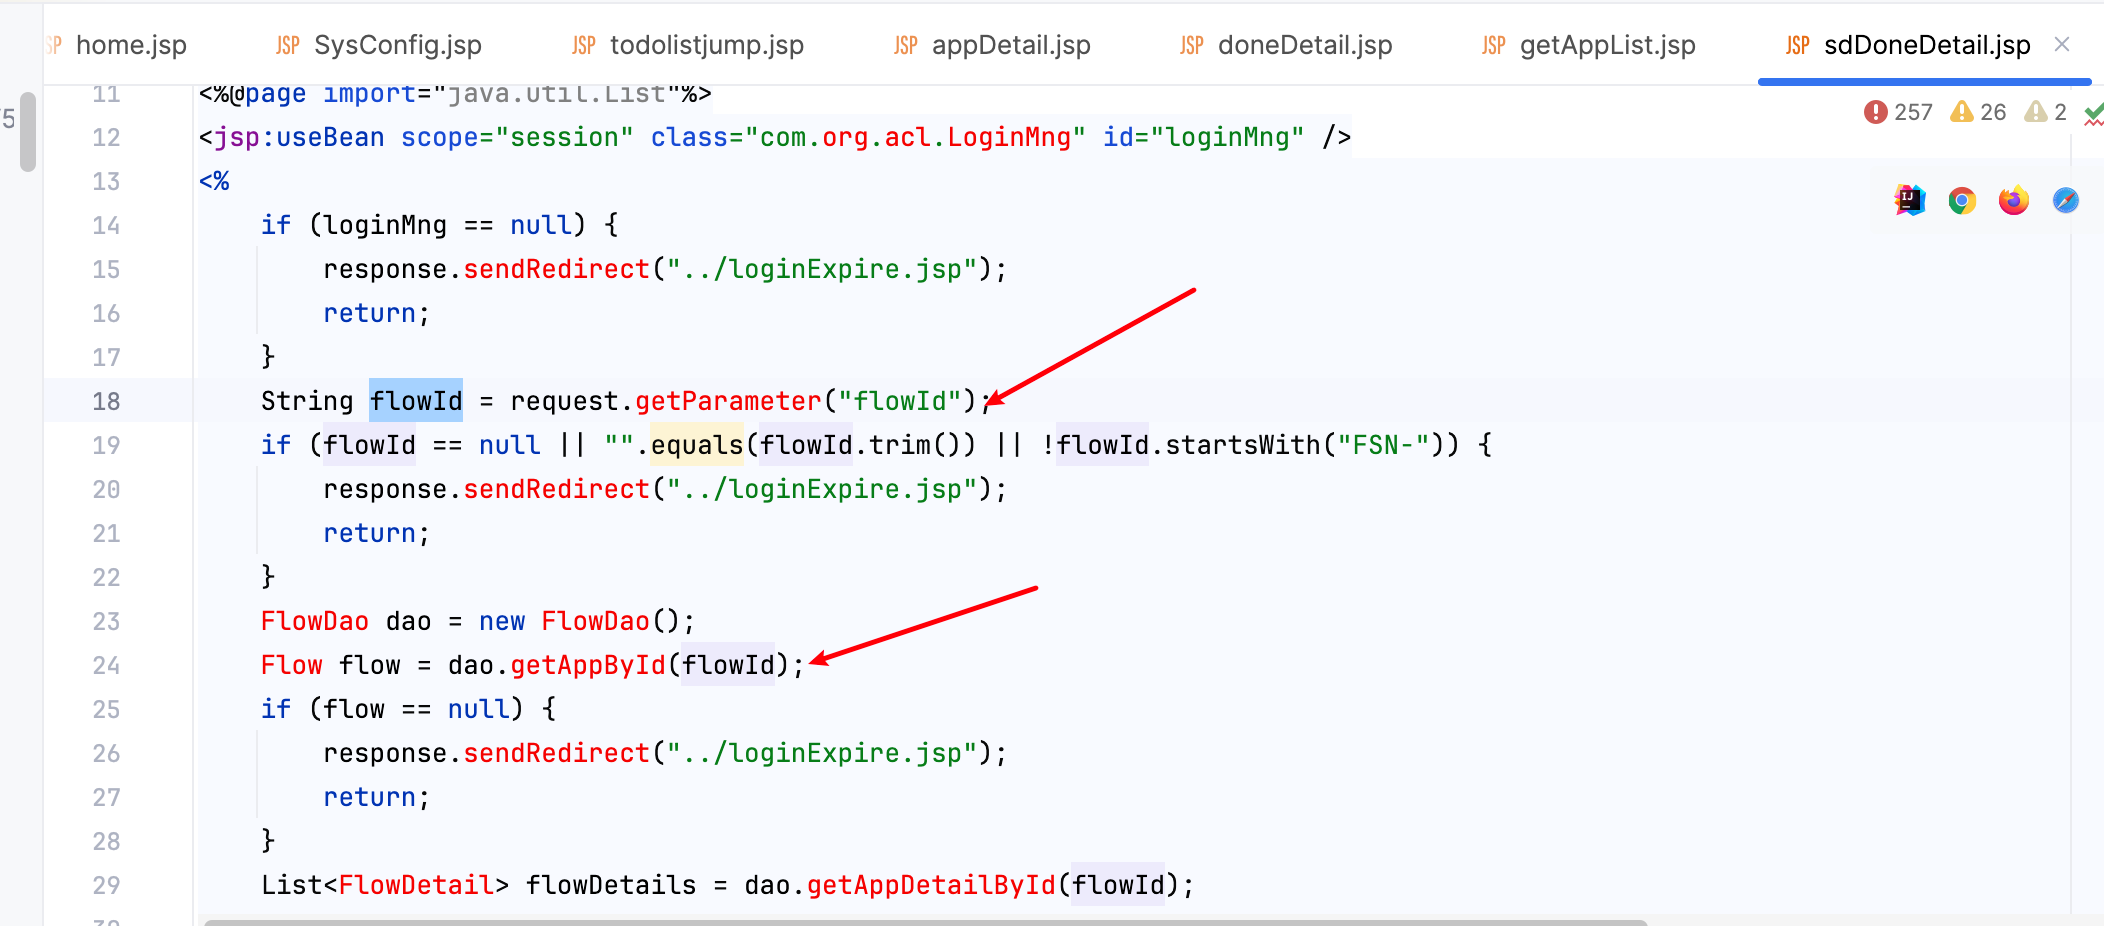 JSP home.jsp JSP SysConfig.jsp JSP todolistjump.jsp JSP appDetail.jsp JSP doneDetail.jsp JSP getAppList.jsp JSP sdDoneDetail.jsp ×
257 26 2
11 <%@page import="java.util.List"%>
12 <jsp:useBean scope="session" class="com.org.acl.LoginMng" id="loginMng" />
13 <%
14     if (loginMng == null) {
15         response.sendRedirect("../loginExpire.jsp");
16         return;
17     }
18     String flowId = request.getParameter("flowId");
19     if (flowId == null || "".equals(flowId.trim()) || !flowId.startsWith("FSN-")) {
20         response.sendRedirect("../loginExpire.jsp");
21         return;
22     }
23     FlowDao dao = new FlowDao();
24     Flow flow = dao.getAppById(flowId);
25     if (flow == null) {
26         response.sendRedirect("../loginExpire.jsp");
27         return;
28     }
29     List<FlowDetail> flowDetails = dao.getAppDetailById(flowId);